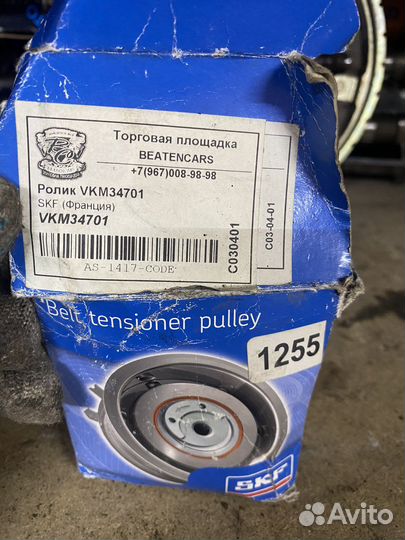 Торговая площадка
BEATENCARS
+7(967)008-98-98
Ролик VKM34701
SKF (Франция)
VKM34701
C030401
C03-04-01
AS-1417-CODE
Belt tensioner pulley
1255
SKF
Avito